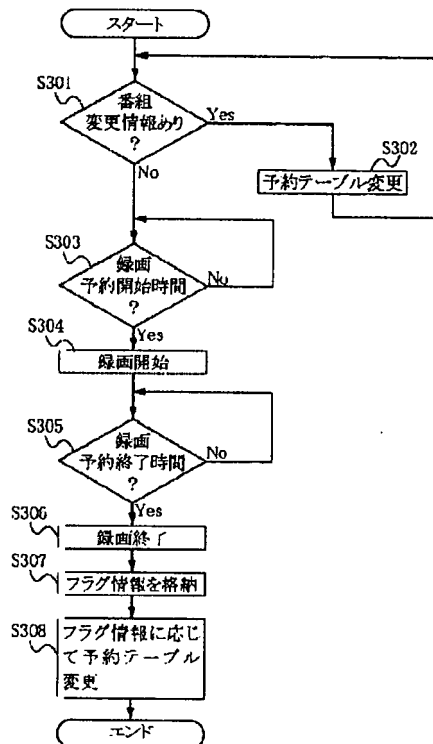 スタート
S301
番組
変更情報あり
?
Yes
No
S302
予約テーブル変更
S303
録画
予約開始時間
?
No
Yes
S304
録画開始
S305
録画
予約終了時間
?
No
Yes
S306
録画終了
S307
フラグ情報を格納
S308
フラグ情報に応じ
て予約テーブル
変更
エンド